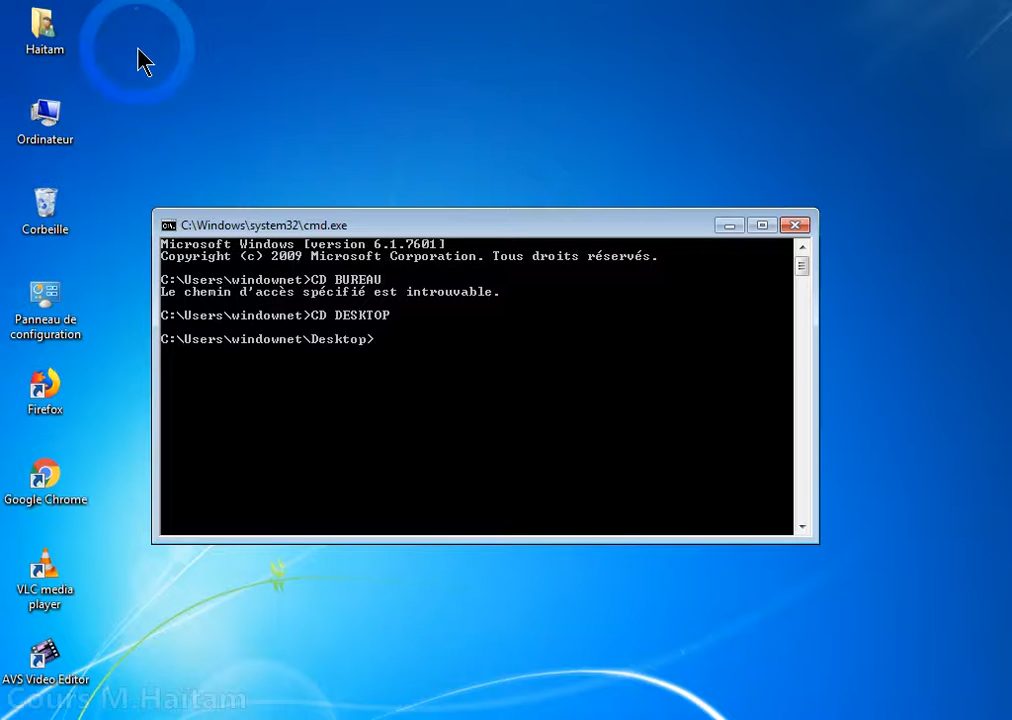 Haitam
Ordinateur
Corbeille
Panneau de
configuration
Firefox
Google Chrome
VLC media
player
AVS Video Editor
C:\Windows\system32\cmd.exe
Microsoft Windows [version 6.1.7601]
Copyright (c) 2009 Microsoft Corporation. Tous droits réservés.
C:\Users\windownet>CD BUREAU
Le chemin d'accès spécifié est introuvable.
C:\Users\windownet>CD DESKTOP
C:\Users\windownet\Desktop>
Cours M.Haitam